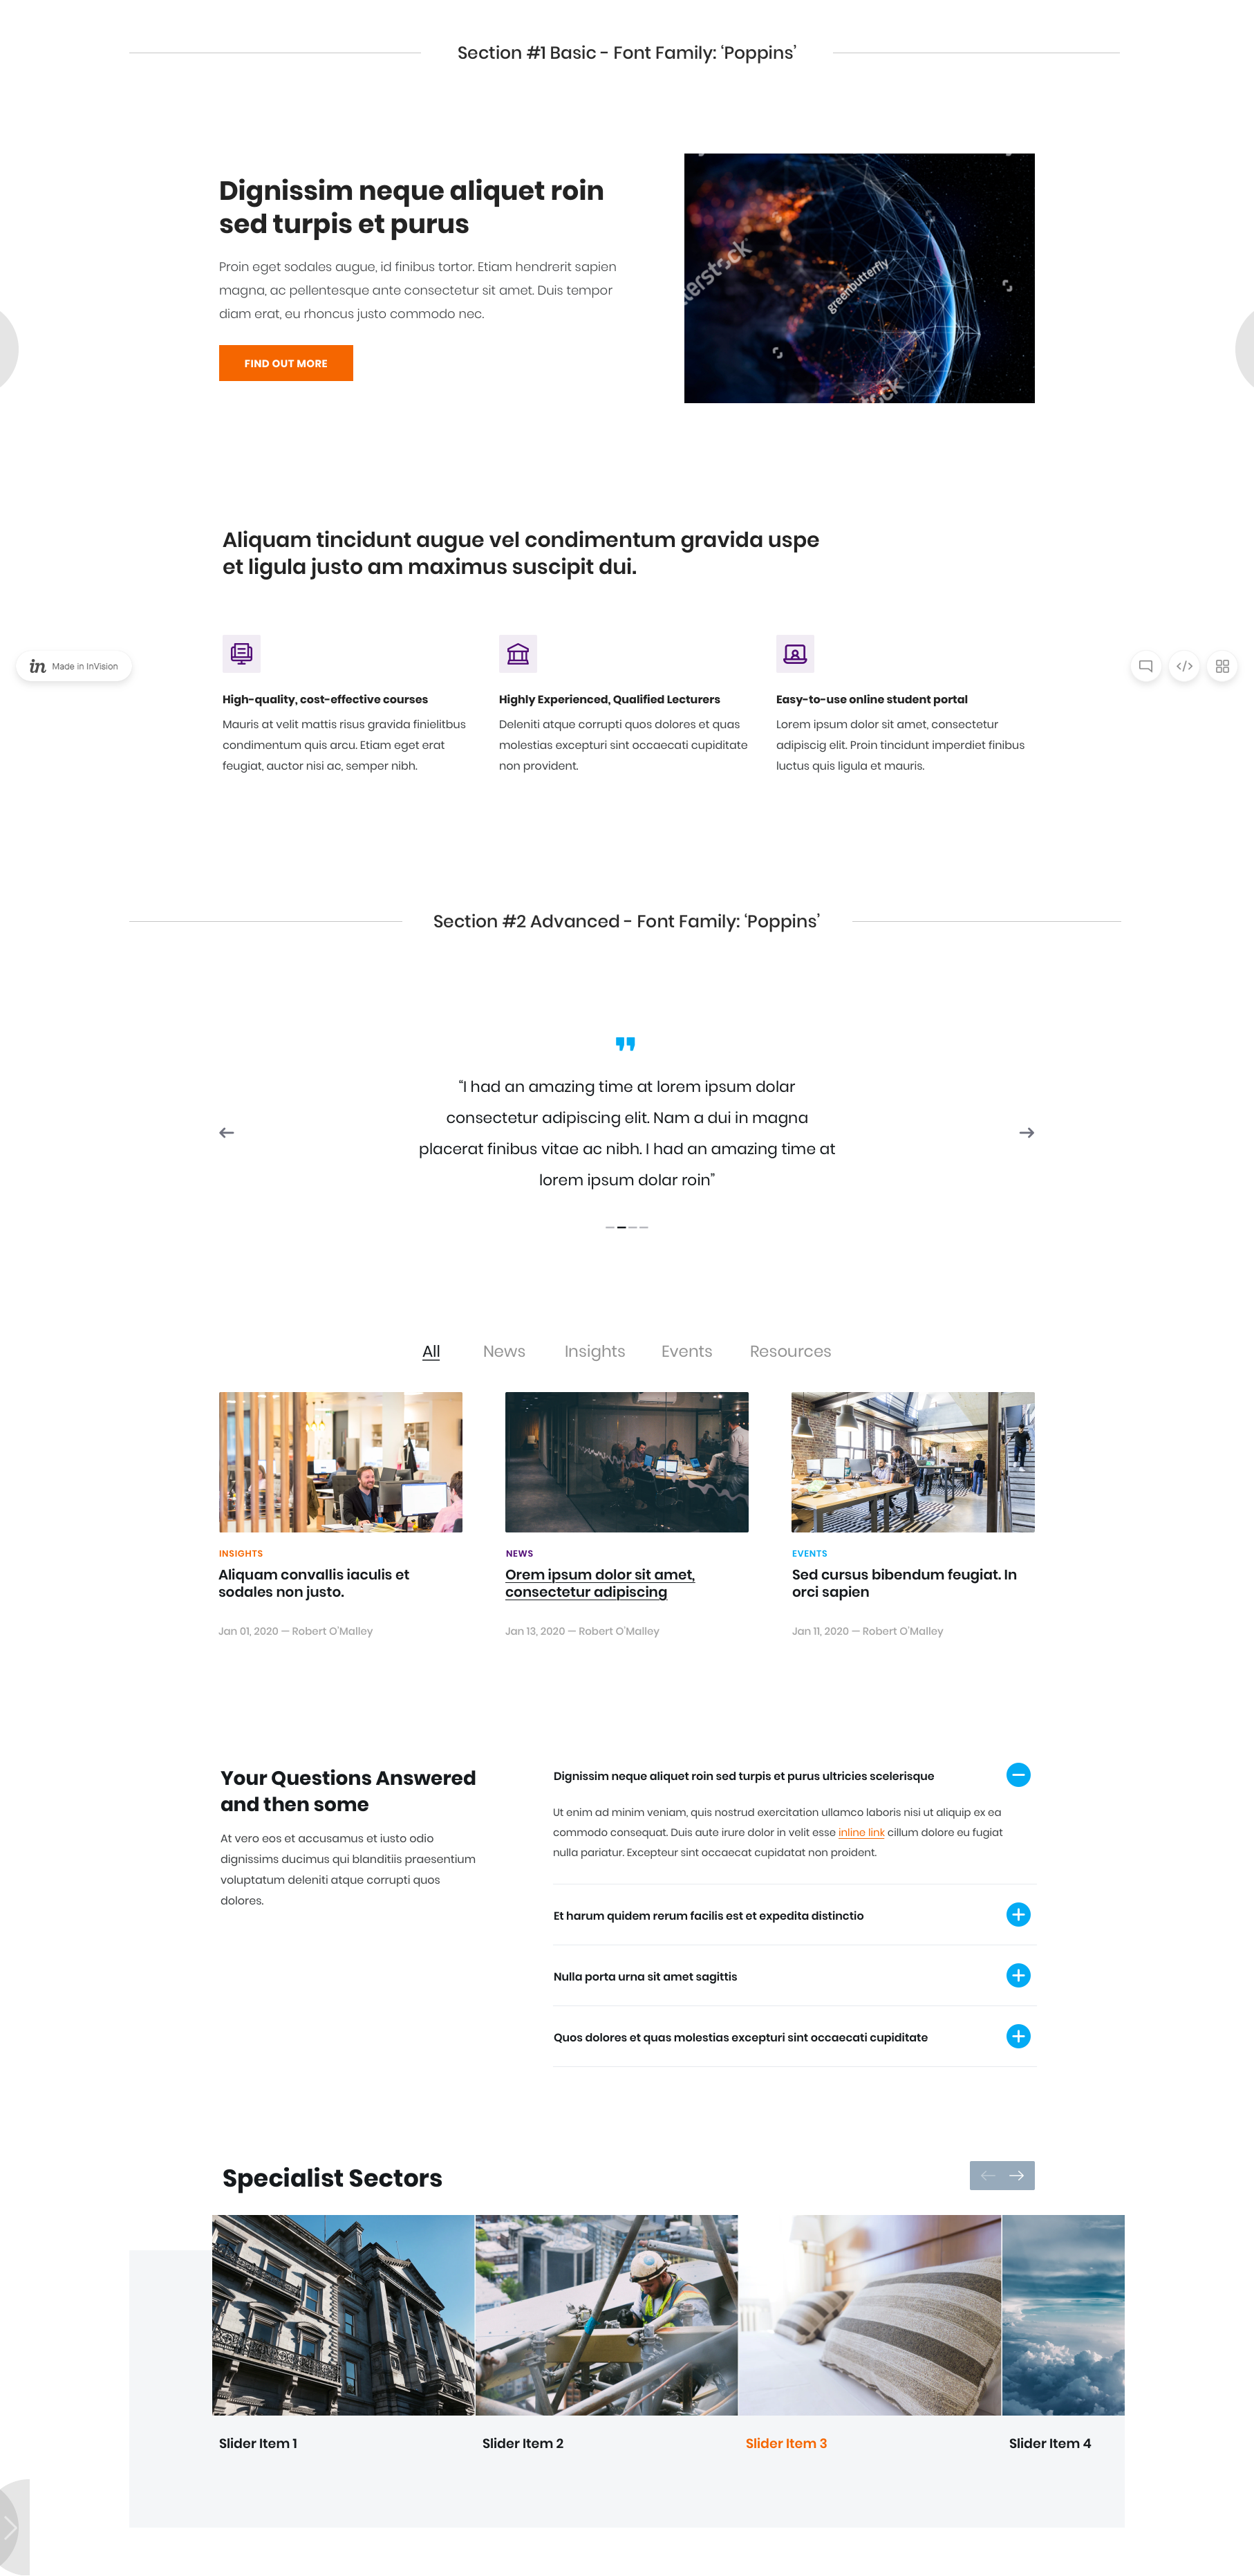 Section #1 Basic - Font Family: ‘Poppins’
Dignissim neque aliquet roin
sed turpis et purus
Proin eget sodales augue, id finibus tortor. Etiam hendrerit sapien
magna, ac pellentesque ante consectetur sit amet. Duis tempor
diam erat, eu rhoncus justo commodo nec.
FIND OUT MORE
greenbutterfly
Aliquam tincidunt augue vel condimentum gravida uspe
et ligula justo am maximus suscipit dui.
in Made in InVision
High-quality, cost-effective courses
Mauris at velit mattis risus gravida finielitbus
condimentum quis arcu. Etiam eget erat
feugiat, auctor nisi ac, semper nibh.
Highly Experienced, Qualified Lecturers
Deleniti atque corrupti quos dolores et quas
molestias excepturi sint occaecati cupiditate
non provident.
Easy-to-use online student portal
Lorem ipsum dolor sit amet, consectetur
adipiscig elit. Proin tincidunt imperdiet finibus
luctus quis ligula et mauris.
Section #2 Advanced - Font Family: ‘Poppins’
“I had an amazing time at lorem ipsum dolar
consectetur adipiscing elit. Nam a dui in magna
placerat finibus vitae ac nibh. I had an amazing time at
lorem ipsum dolar roin”
All News Insights Events Resources
INSIGHTS
Aliquam convallis iaculis et
sodales non justo.
Jan 01, 2020 — Robert O’Malley
NEWS
Orem ipsum dolor sit amet,
consectetur adipiscing
Jan 13, 2020 — Robert O’Malley
EVENTS
Sed cursus bibendum feugiat. In
orci sapien
Jan 11, 2020 — Robert O’Malley
Your Questions Answered
and then some
At vero eos et accusamus et iusto odio
dignissims ducimus qui blanditiis praesentium
voluptatum deleniti atque corrupti quos
dolores.
Dignissim neque aliquet roin sed turpis et purus ultricies scelerisque
Ut enim ad minim veniam, quis nostrud exercitation ullamco laboris nisi ut aliquip ex ea
commodo consequat. Duis aute irure dolor in velit esse inline link cillum dolore eu fugiat
nulla pariatur. Excepteur sint occaecat cupidatat non proident.
Et harum quidem rerum facilis est et expedita distinctio
Nulla porta urna sit amet sagittis
Quos dolores et quas molestias excepturi sint occaecati cupiditate
Specialist Sectors
Slider Item 1
Slider Item 2
Slider Item 3
Slider Item 4